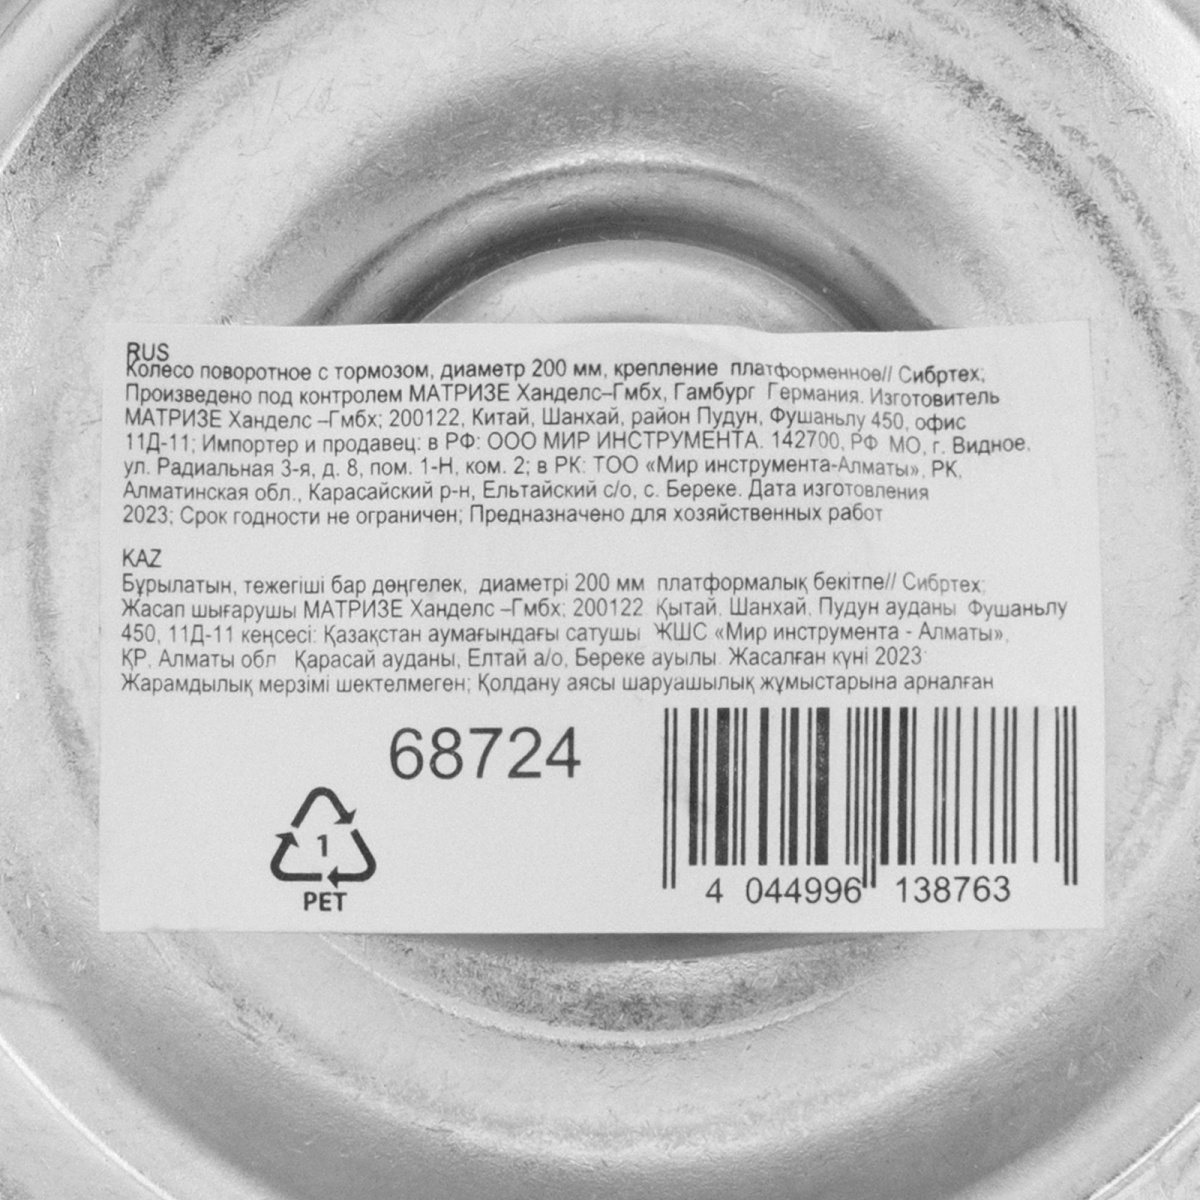 RUS
Колесо поворотное с тормозом, диаметр 200 мм, крепление платформенное// Сибртех;
Произведено под контролем МАТРИЗЕ Ханделс–Гмбх, Гамбург Германия. Изготовитель
МАТРИЗЕ Ханделс –Гмбх; 200122, Китай, Шанхай, район Пудун, Фушаньлу 450, офис
11Д-11; Импортер и продавец: в РФ: ООО МИР ИНСТРУМЕНТА. 142700, РФ МО, г. Видное,
ул. Радиальная 3-я, д. 8, пом. 1-Н, ком. 2; в РК: ТОО «Мир инструмента-Алматы», РК,
Алматинская обл., Карасайский р-н, Ельтайский с/о, с. Береке. Дата изготовления
2023; Срок годности не ограничен; Предназначено для хозяйственных работ
KAZ
Бұрылатын, тежегіші бар дөңгелек, диаметрі 200 мм платформалық бекітпе// Сибртех;
Жасап шығарушы МАТРИЗЕ Ханделс –Гмбх; 200122 Қытай, Шанхай, Пудун ауданы Фушаньлу
450, 11Д-11 кеңсесі: Қазақстан аумағындағы сатушы ЖШС «Мир инструмента - Алматы»,
ҚР, Алматы обл Қарасай ауданы, Елтай а/о, Береке ауылы. Жасалған күні 2023
Жарамдылық мерзімі шектелмеген; Қолдану аясы шаруашылық жұмыстарына арналған
68724
1
PET
4 044996 138763